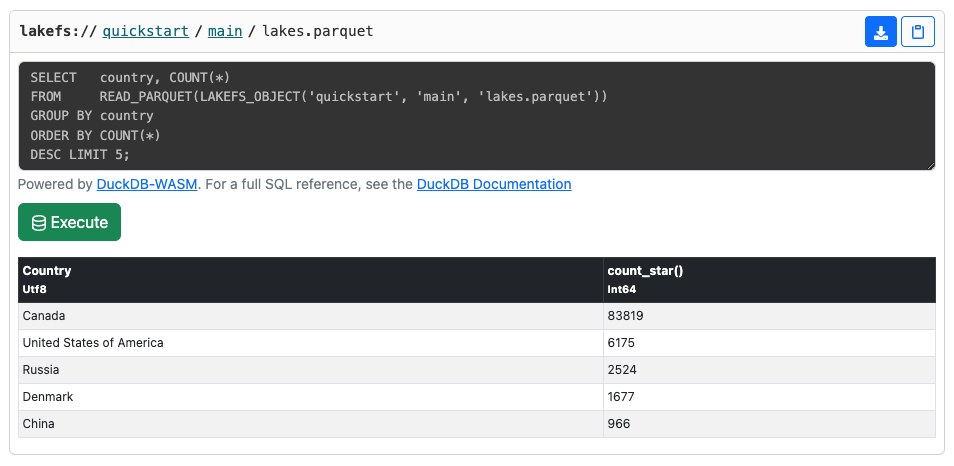 lakefs:// quickstart / main / lakes.parquet
SELECT   country, COUNT(*)
FROM     READ_PARQUET(LAKEFS_OBJECT('quickstart', 'main', 'lakes.parquet'))
GROUP BY country
ORDER BY COUNT(*)
DESC LIMIT 5;
Powered by DuckDB-WASM. For a full SQL reference, see the DuckDB Documentation
Execute
Country count_star()
Utf8 Int64
Canada 83819
United States of America 6175
Russia 2524
Denmark 1677
China 966